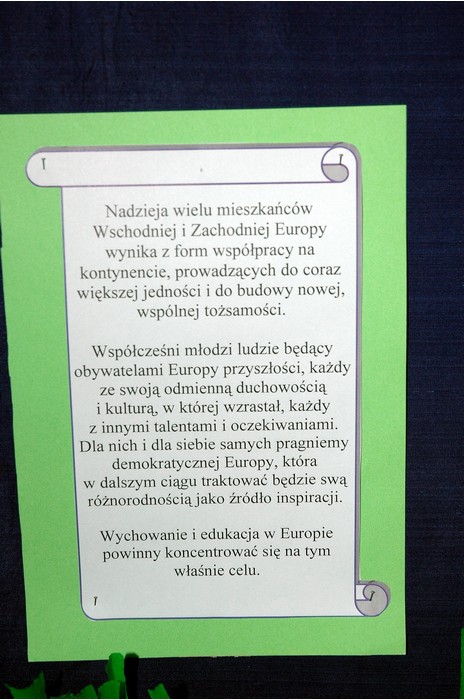 Nadzieja wielu mieszkańców
Wschodniej i Zachodniej Europy
wynika z form współpracy na
kontynencie, prowadzących do coraz
większej jedności i do budowy nowej,
wspólnej tożsamości.
Współcześni młodzi ludzie będący
obywatelami Europy przyszłości, każdy
ze swoją odmienną duchowością
i kulturą, w której wzrastał, każdy
z innymi talentami i oczekiwaniami.
Dla nich i dla siebie samych pragniemy
demokratycznej Europy, która
w dalszym ciągu traktować będzie swą
różnorodnością jako źródło inspiracji.
Wychowanie i edukacja w Europie
powinny koncentrować się na tym
właśnie celu.